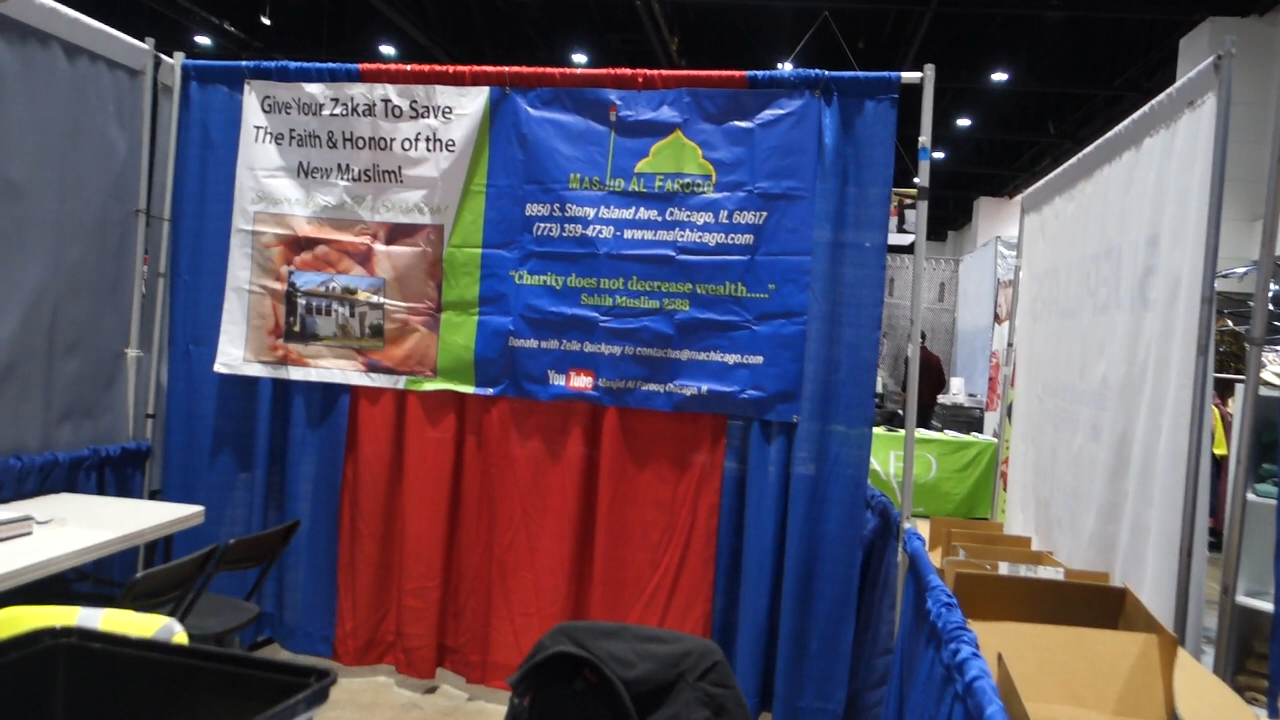 Give Your Zakat To Save
The Faith & Honor of the
New Muslim!
MASJID AL FAROOQ
8950 S. Stony Island Ave., Chicago, IL 60617
(773) 359-4730 - www.mafchicago.com
"Charity does not decrease wealth....."
Sahih Muslim 2588
Donate with Zelle Quickpay to contactus@machicago.com
YouTube Masjid Al Farooq Chicago, IL